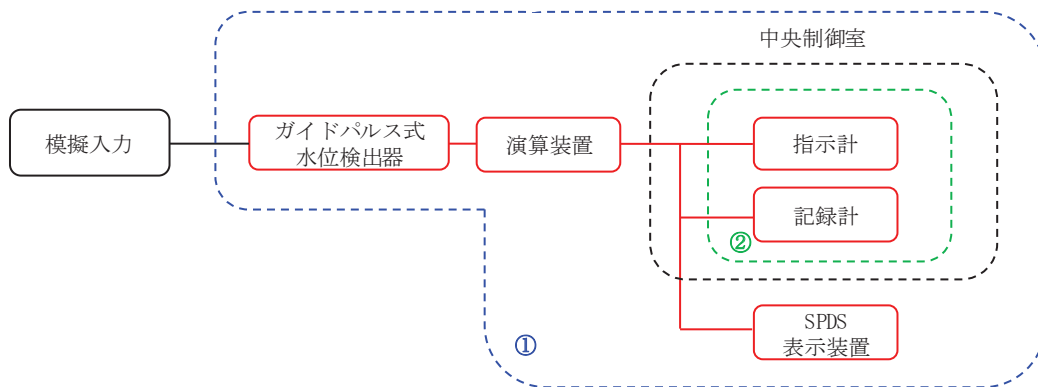 中央制御室
模擬入力
ガイドパルス式
水位検出器
演算装置
指示計
記録計
②
SPDS
表示装置
①